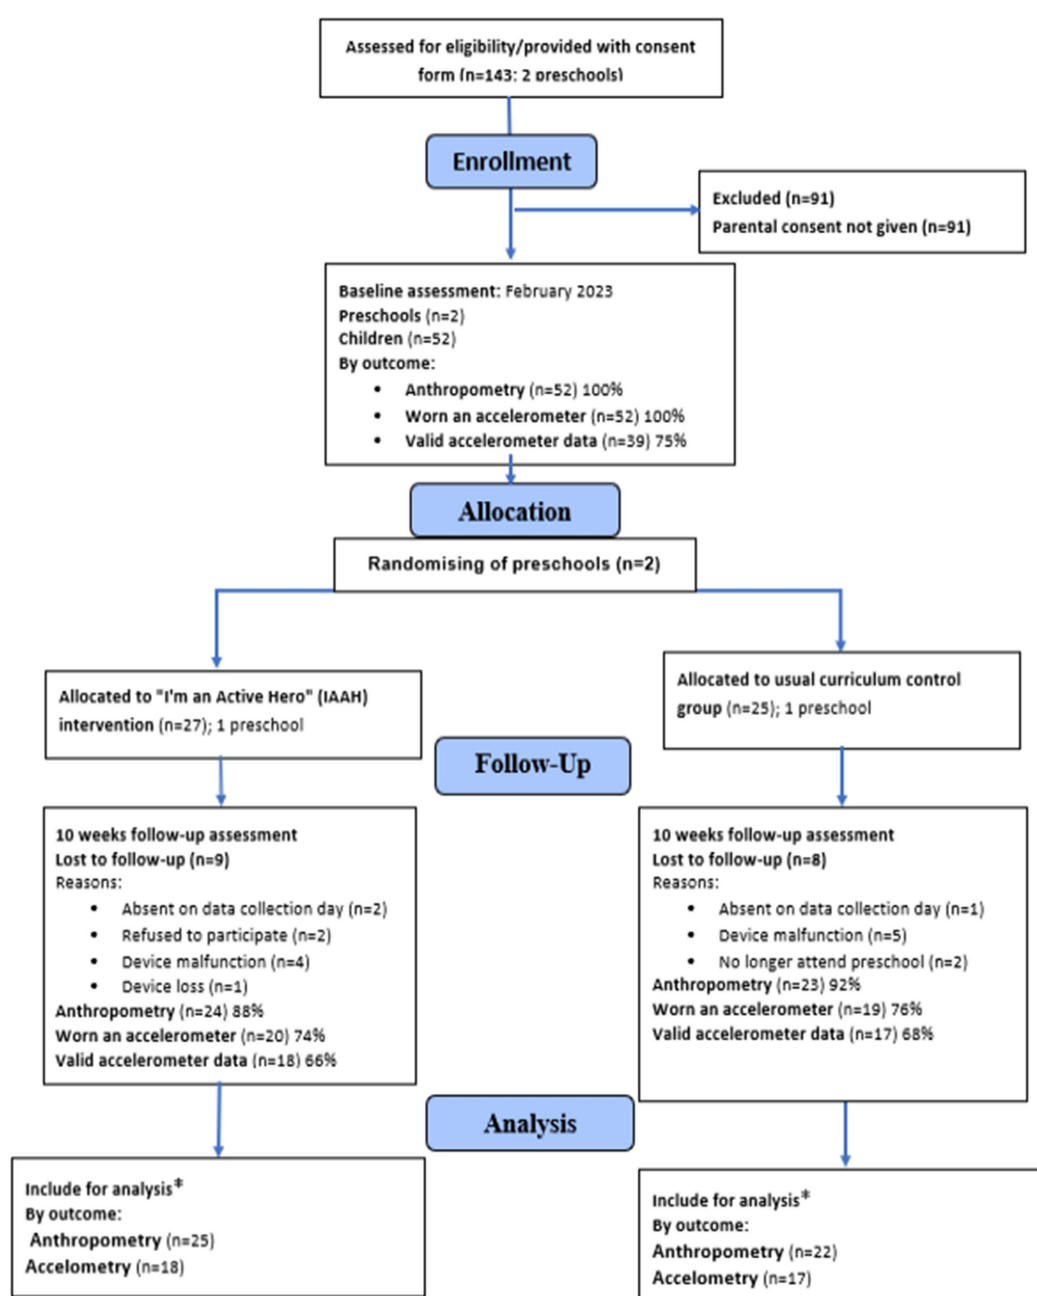 Assessed for eligibility/provided with consent
form (n=143; 2 preschools)
Enrollment
Excluded (n=91)
Parental consent not given (n=91)
Baseline assessment: February 2023
Preschools (n=2)
Children (n=52)
By outcome:
• Anthropometry (n=52) 100%
• Worn an accelerometer (n=52) 100%
• Valid accelerometer data (n=39) 75%
Allocation
Randomising of preschools (n=2)
Allocated to "I'm an Active Hero" (IAAH)
intervention (n=27); 1 preschool
Allocated to usual curriculum control
group (n=25); 1 preschool
Follow-Up
10 weeks follow-up assessment
Lost to follow-up (n=9)
Reasons:
• Absent on data collection day (n=2)
• Refused to participate (n=2)
• Device malfunction (n=4)
• Device loss (n=1)
Anthropometry (n=24) 88%
Worn an accelerometer (n=20) 74%
Valid accelerometer data (n=18) 66%
10 weeks follow-up assessment
Lost to follow-up (n=8)
Reasons:
• Absent on data collection day (n=1)
• Device malfunction (n=5)
• No longer attend preschool (n=2)
Anthropometry (n=23) 92%
Worn an accelerometer (n=19) 76%
Valid accelerometer data (n=17) 68%
Analysis
Include for analysis*
By outcome:
Anthropometry (n=25)
Accelometry (n=18)
Include for analysis*
By outcome:
Anthropometry (n=22)
Accelometry (n=17)